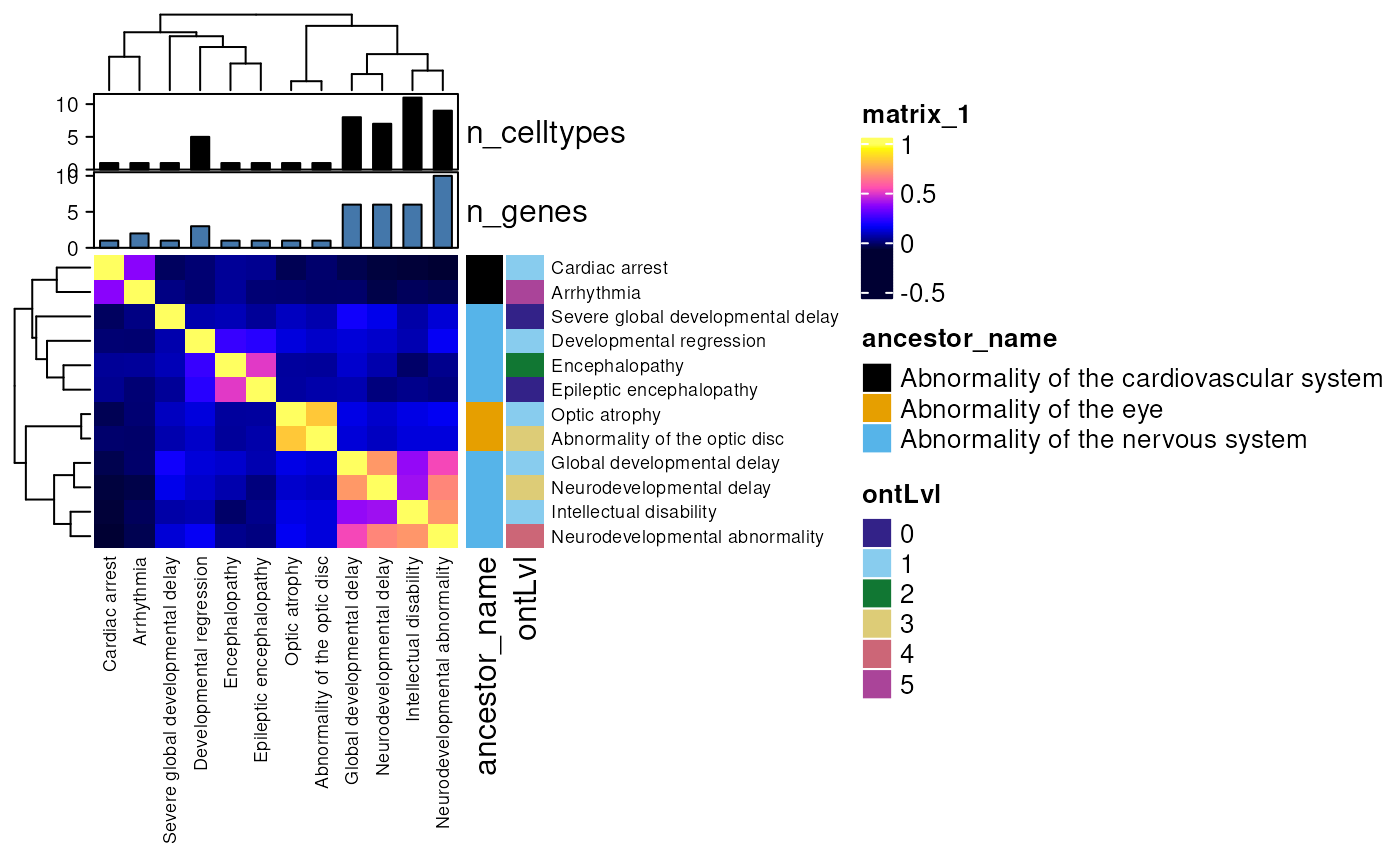 10
5
0
n_celltypes
10
5
0
n_genes
Cardiac arrest
Arrhythmia
Severe global developmental delay
Developmental regression
Encephalopathy
Epileptic encephalopathy
Optic atrophy
Abnormality of the optic disc
Global developmental delay
Neurodevelopmental delay
Intellectual disability
Neurodevelopmental abnormality
Cardiac arrest
Arrhythmia
Severe global developmental delay
Developmental regression
Encephalopathy
Epileptic encephalopathy
Optic atrophy
Abnormality of the optic disc
Global developmental delay
Neurodevelopmental delay
Intellectual disability
Neurodevelopmental abnormality
ancestor_name
ontLvl
matrix_1
1
0.5
0
-0.5
ancestor_name
Abnormality of the cardiovascular system
Abnormality of the eye
Abnormality of the nervous system
ontLvl
0
1
2
3
4
5